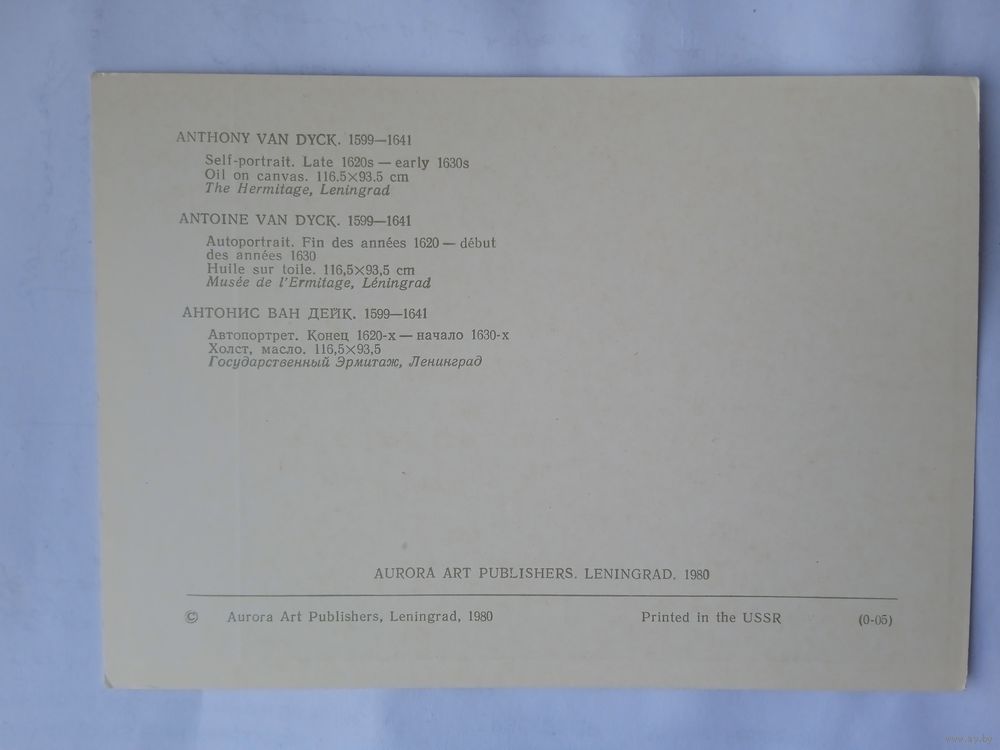 ANTHONY VAN DYCK. 1599—1641
Self-portrait. Late 1620s — early 1630s
Oil on canvas. 116.5×93.5 cm
The Hermitage, Leningrad
ANTOINE VAN DYCK. 1599—1641
Autoportrait. Fin des années 1620 — début
des années 1630
Huile sur toile. 116,5×93,5 cm
Musée de l'Ermitage, Léningrad
АНТОНИС ВАН ДЕЙК. 1599—1641
Автопортрет. Конец 1620-х — начало 1630-х
Холст, масло. 116,5×93,5
Государственный Эрмитаж, Ленинград
AURORA ART PUBLISHERS. LENINGRAD. 1980
© Aurora Art Publishers, Leningrad, 1980 Printed in the USSR (0-05)
www.ay.by